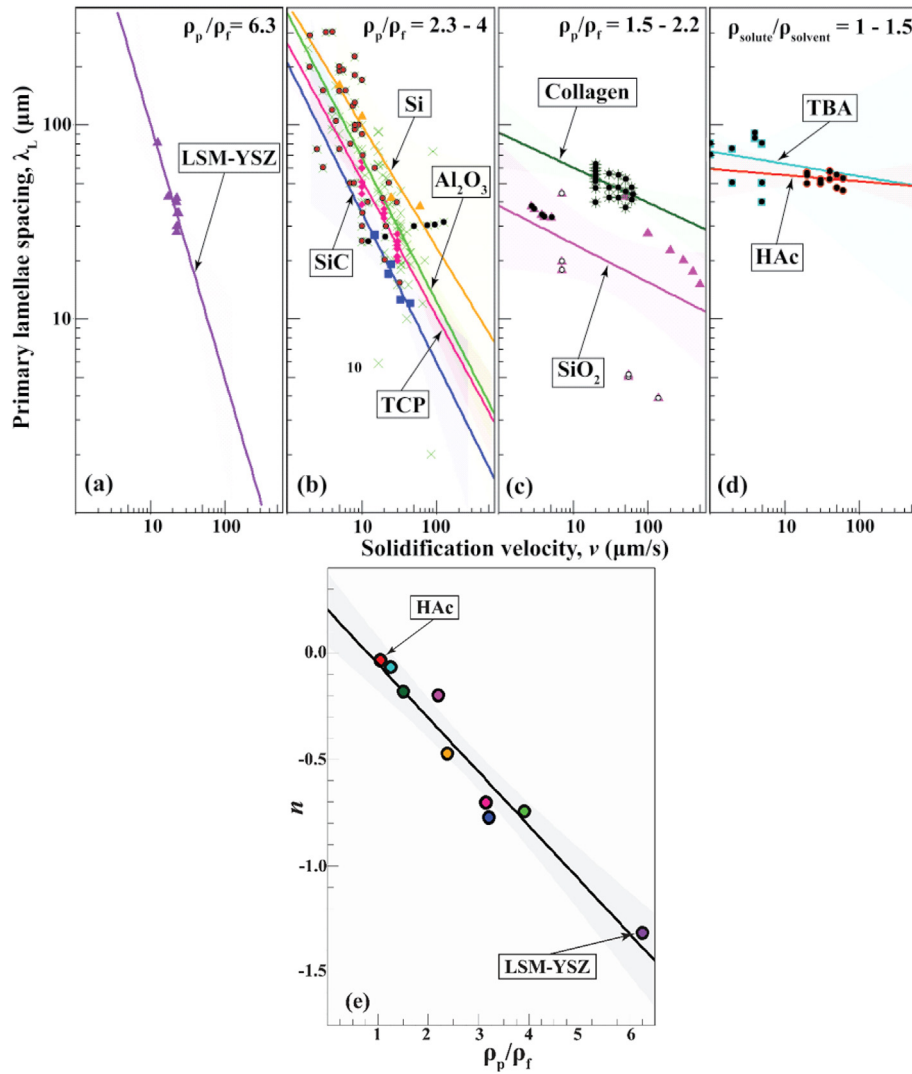 ρp/ρf= 6.3
ρp/ρf= 2.3 - 4
ρp/ρf = 1.5 - 2.2
ρsolute/ρsolvent = 1 - 1.5
Primary lamellae spacing, λL (μm)
100
10
LSM-YSZ
Si
Al2O3
SiC
TCP
10
Collagen
SiO2
TBA
HAc
(a)
(b)
(c)
(d)
10 100 10 100 10 100 10 100
Solidification velocity, v (μm/s)
HAc
0.0
-0.5
n
-1.0
-1.5
LSM-YSZ
(e)
1 2 3 4 5 6
ρp/ρf